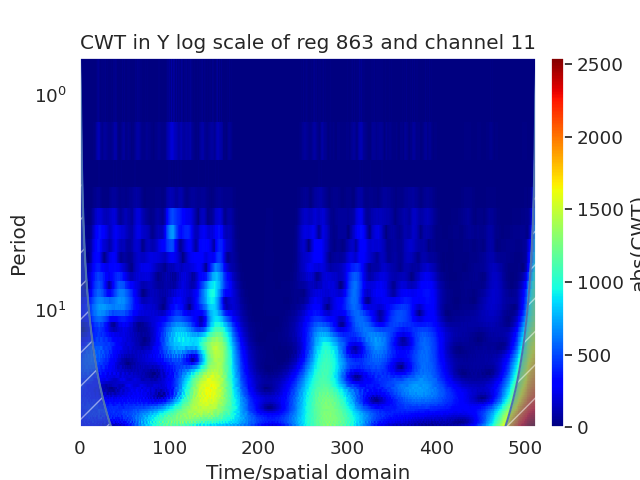 CWT in Y log scale of reg 863 and channel 11
10⁰
10¹
Period
0 100 200 300 400 500
Time/spatial domain
2500
2000
1500
1000
500
0
abs(CWT)